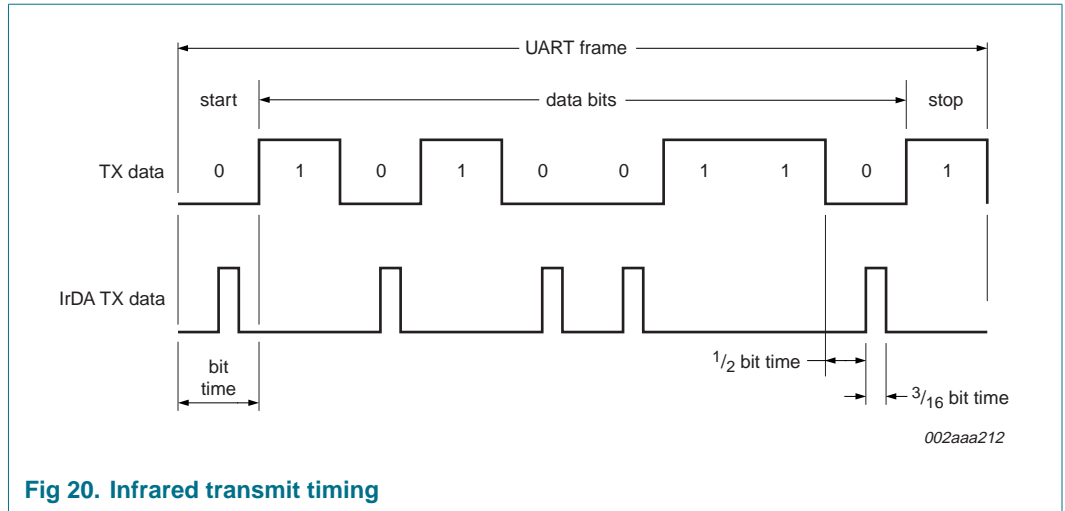 UART frame
start data bits stop
TX data 0 1 0 1 0 0 1 1 0 1
IrDA TX data
bit
time
1/2 bit time
3/16 bit time
002aaa212
Fig 20. Infrared transmit timing